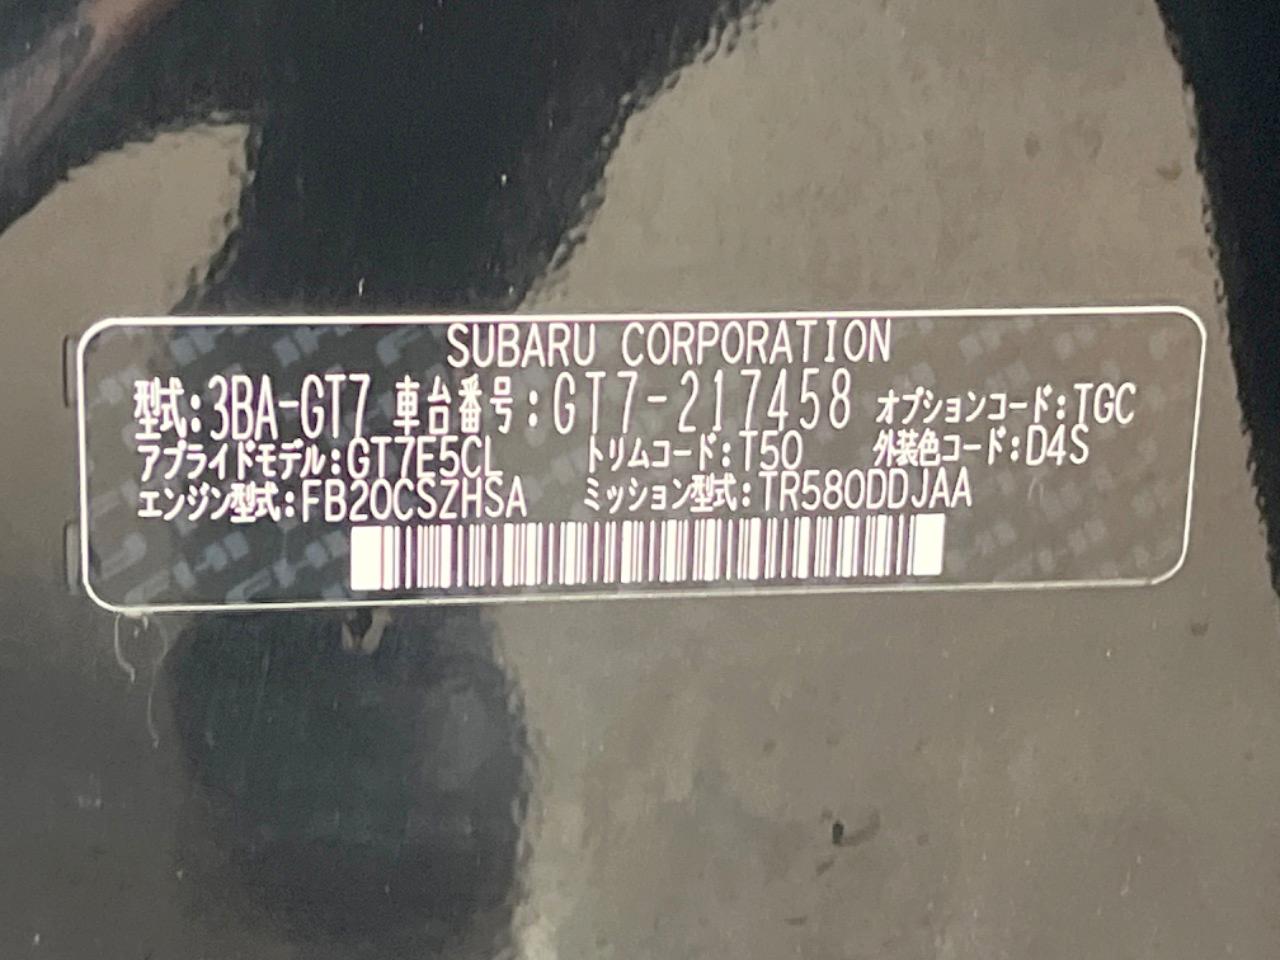 SUBARU CORPORATION
型式:3BA-GT7 車台番号:GT7-217458 オプションコード:TGC
アプライドモデル:GT7E5CL トリムコード:T50 外装色コード:D4S
エンジン型式:FB20CSZHSA ミッション型式:TR580DDJAA